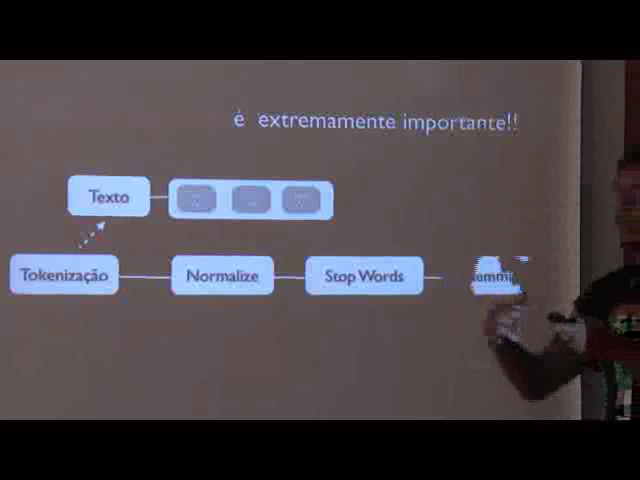 é extremamente importante!!
Texto
Tokenização
Normalize
Stop Words